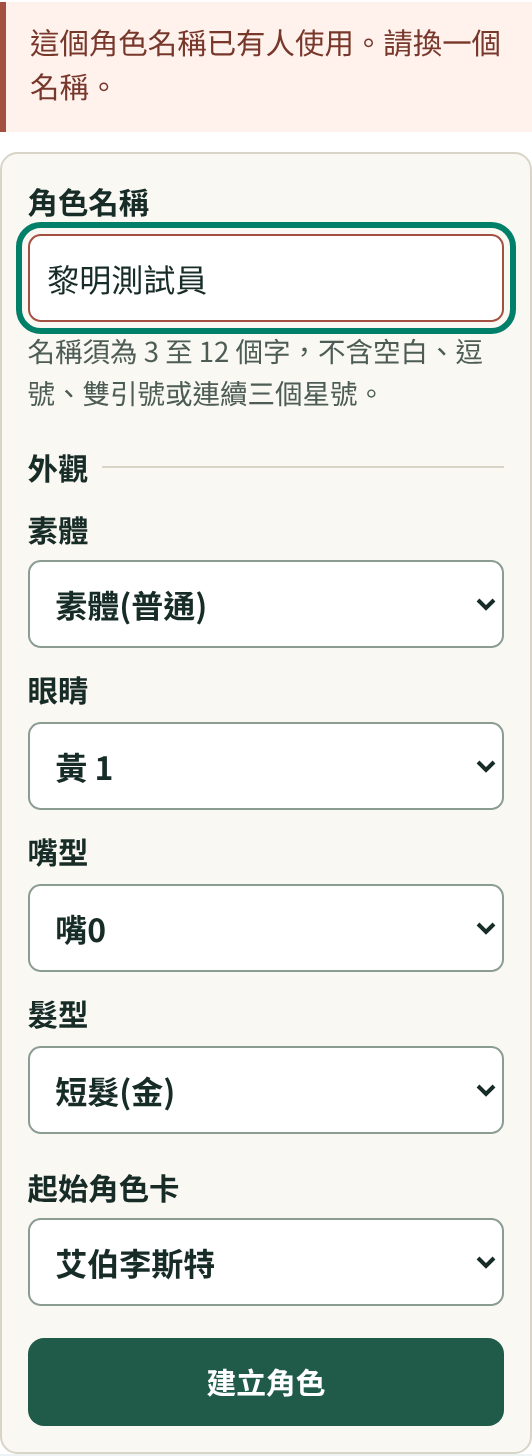 這個角色名稱已有人使用。請換一個
名稱。
角色名稱
黎明測試員
名稱須為 3 至 12 個字，不含空白、逗
號、雙引號或連續三個星號。
外觀
素體
素體(普通)
眼睛
黃 1
嘴型
嘴0
髮型
短髮(金)
起始角色卡
艾伯李斯特
建立角色